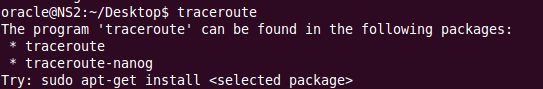 oracle@NS2:~/Desktop$ traceroute
The program 'traceroute' can be found in the following packages:
 * traceroute
 * traceroute-nanog
Try: sudo apt-get install <selected package>